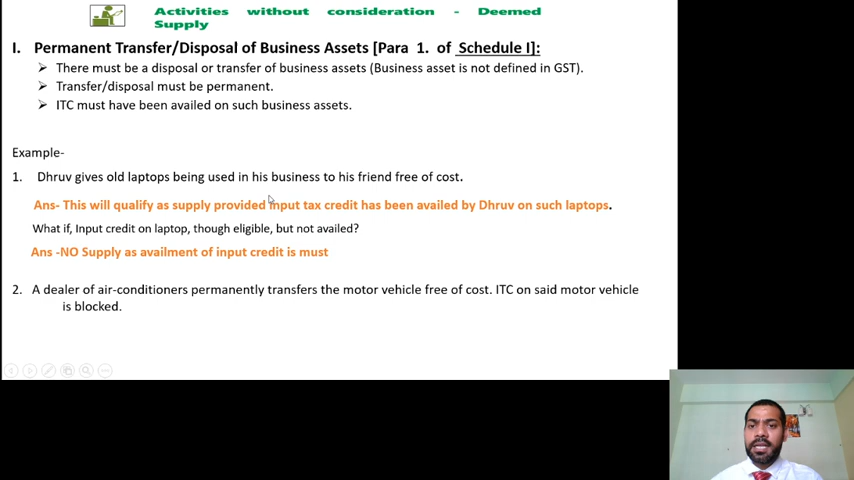 Activities without consideration - Deemed
Supply
I. Permanent Transfer/Disposal of Business Assets [Para 1. of Schedule I]:
➢ There must be a disposal or transfer of business assets (Business asset is not defined in GST).
➢ Transfer/disposal must be permanent.
➢ ITC must have been availed on such business assets.
Example-
1. Dhruv gives old laptops being used in his business to his friend free of cost.
Ans- This will qualify as supply provided input tax credit has been availed by Dhruv on such laptops.
What if, Input credit on laptop, though eligible, but not availed?
Ans -NO Supply as availment of input credit is must
2. A dealer of air-conditioners permanently transfers the motor vehicle free of cost. ITC on said motor vehicle
is blocked.